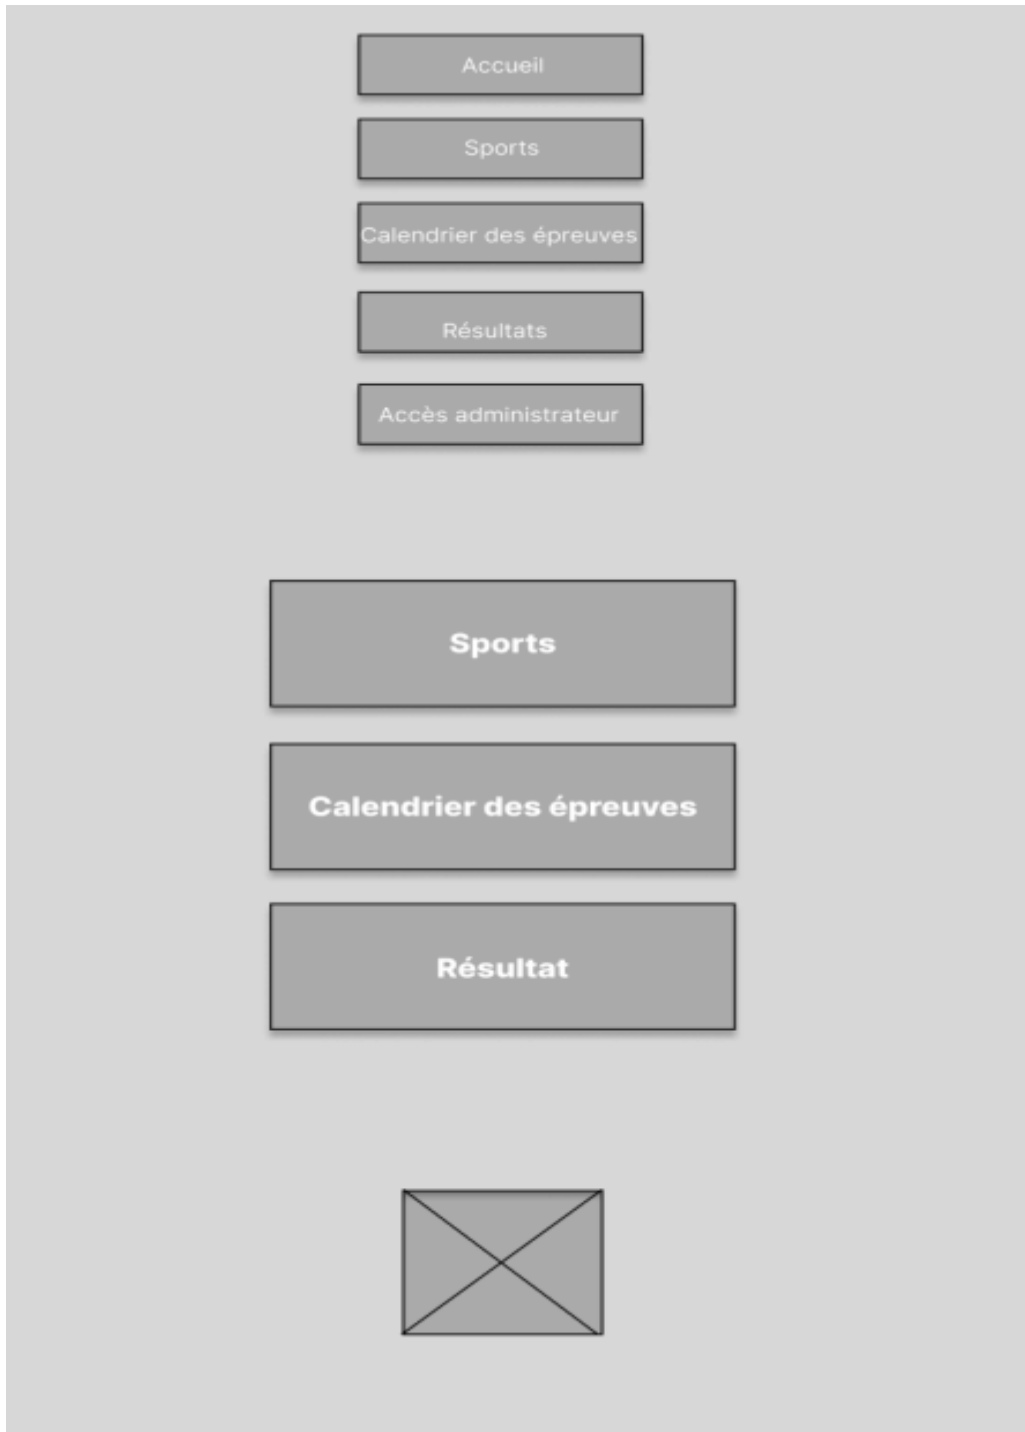 Accueil
Sports
Calendrier des épreuves
Résultats
Accès administrateur
Sports
Calendrier des épreuves
Résultat